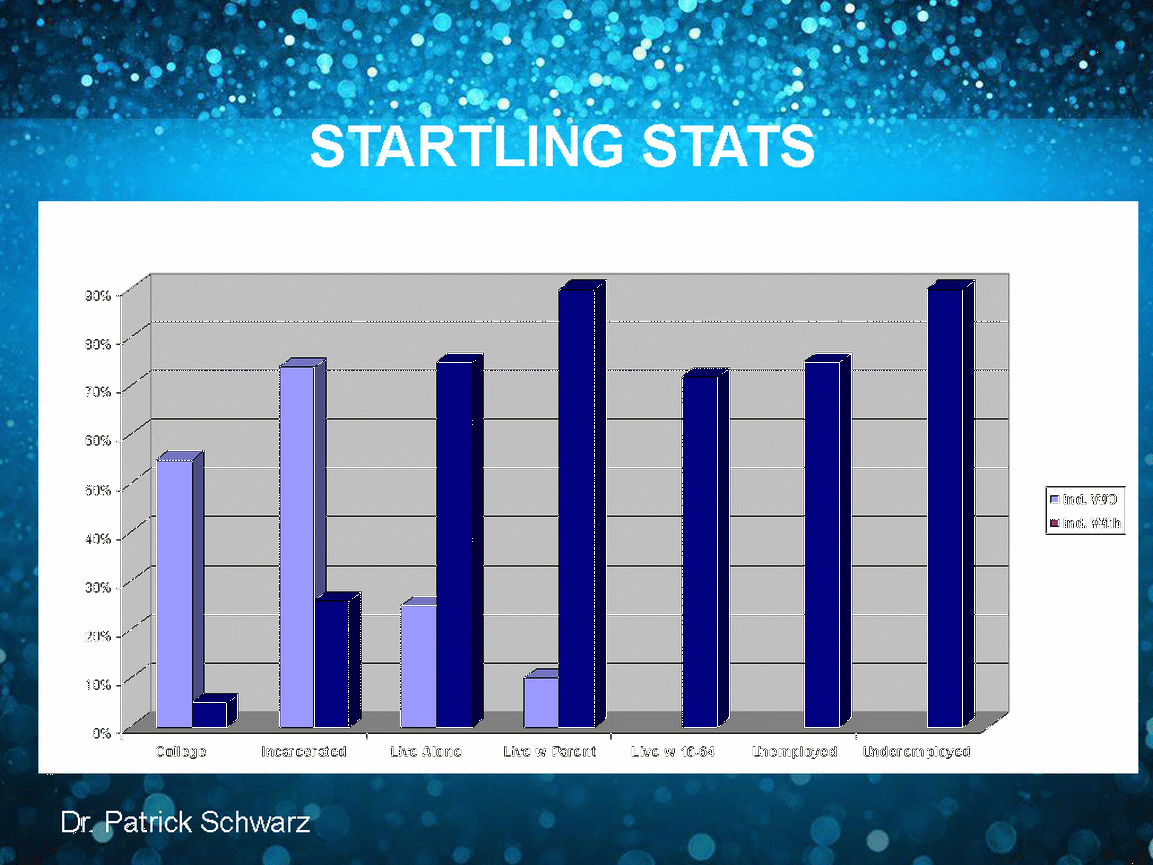 STARTLING STATS
90%
80%
70%
60%
50%
40%
30%
20%
10%
0%
College
Incarcerated
Live Alone
Live w Parent
Live w 16-64
Unemployed
Underemployed
Ind. W/O
Ind. With
Dr. Patrick Schwarz